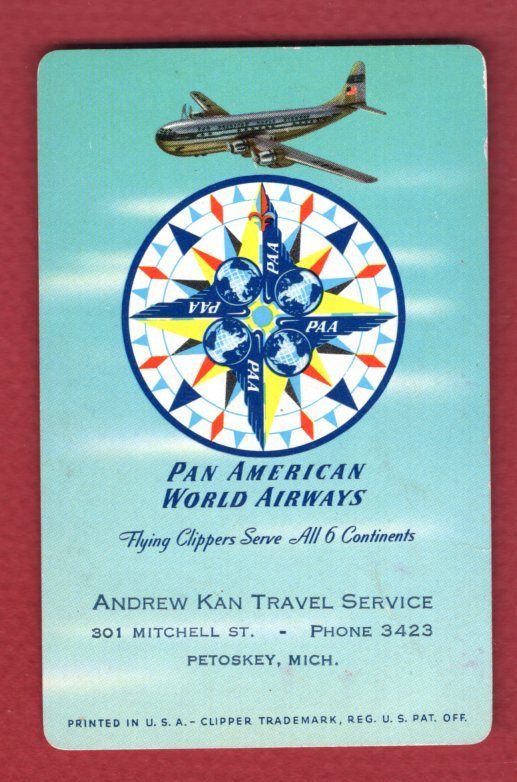 PAA
PAA
PAA
PAA
PAN AMERICAN
WORLD AIRWAYS
Flying Clippers Serve All 6 Continents
ANDREW KAN TRAVEL SERVICE
301 MITCHELL ST. - PHONE 3423
PETOSKEY, MICH.
PRINTED IN U. S. A. - CLIPPER TRADEMARK, REG. U. S. PAT. OFF.